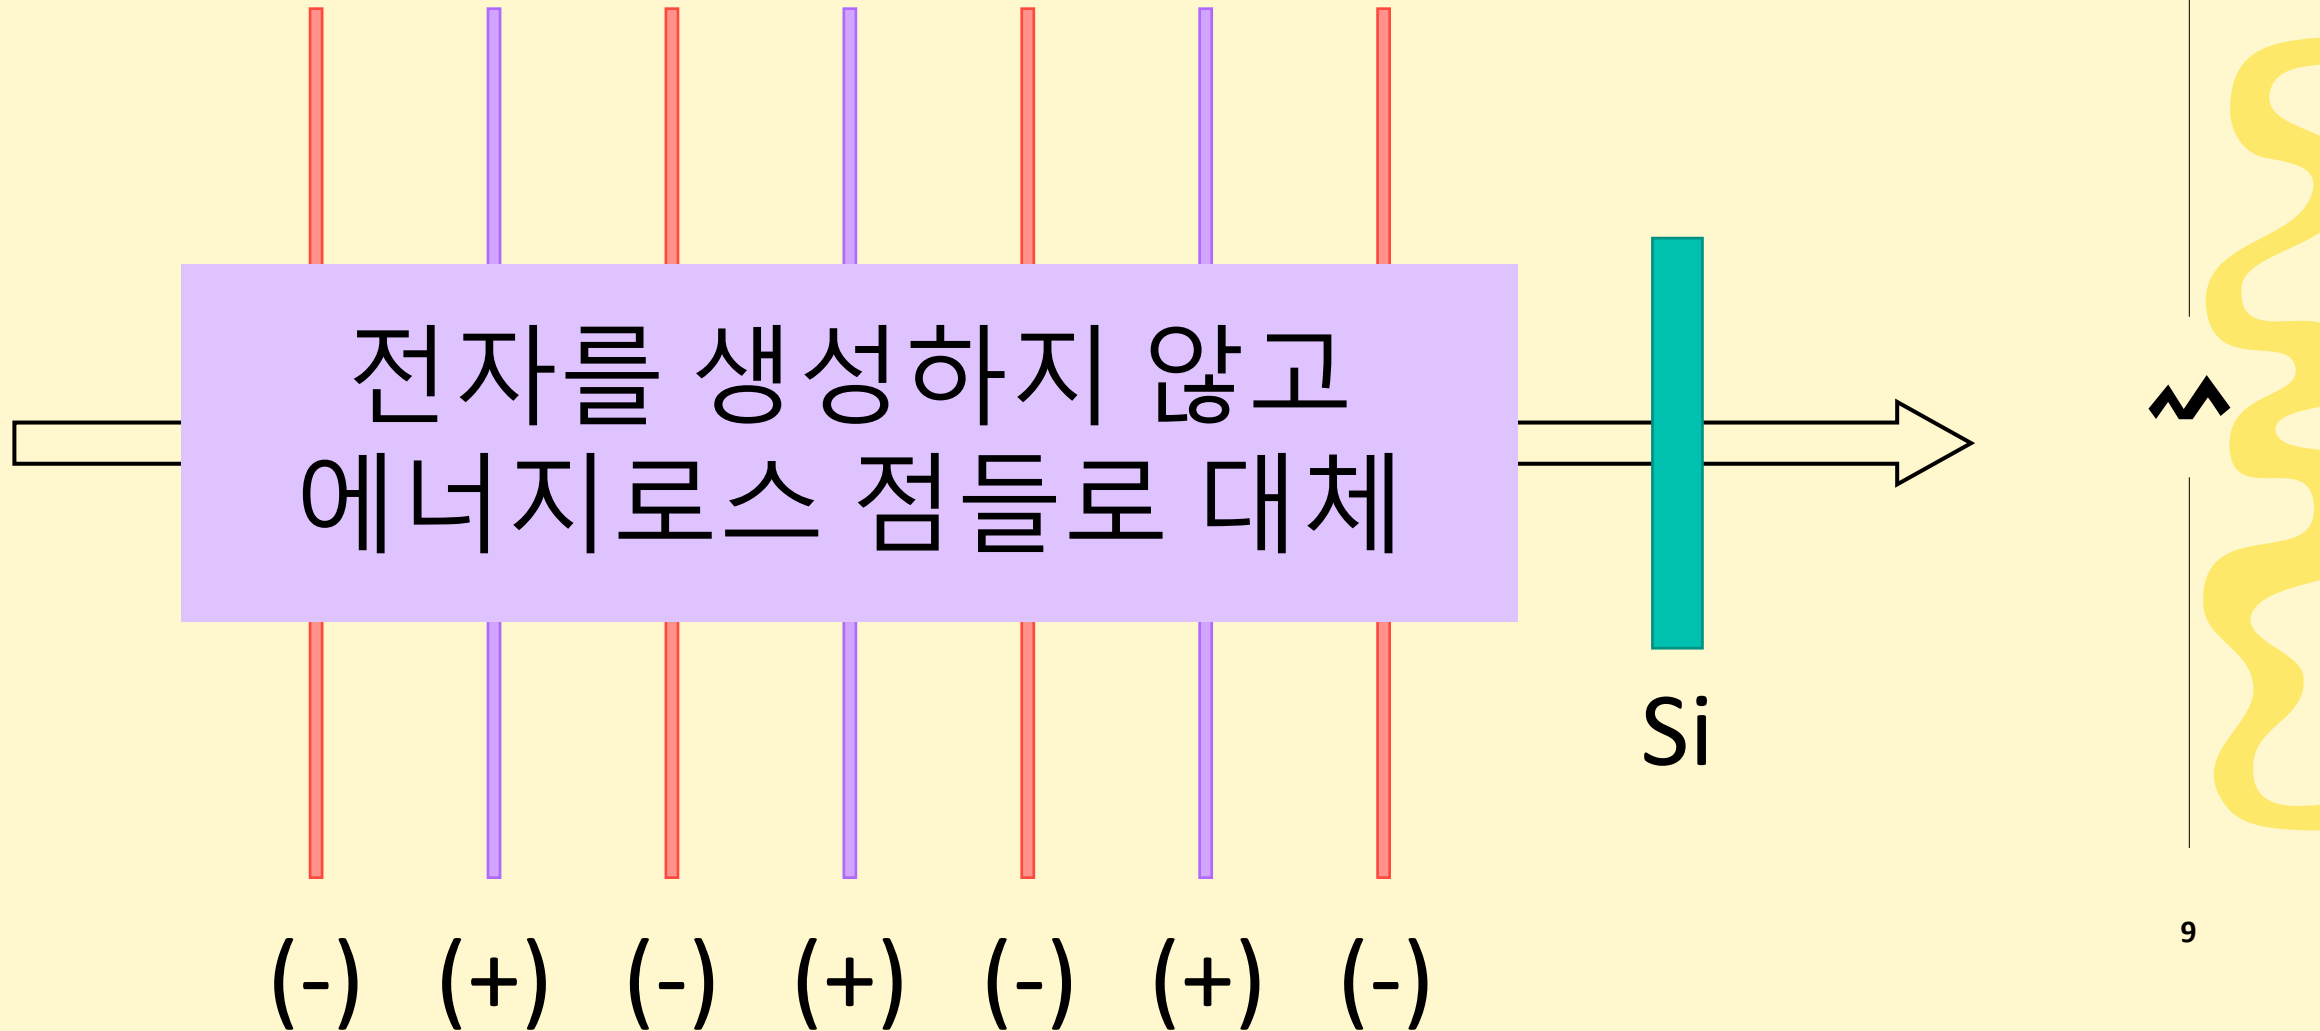 전자를 생성하지 않고
에너지로스 점들로 대체
Si
9
(-) (+) (-) (+) (-) (+) (-)